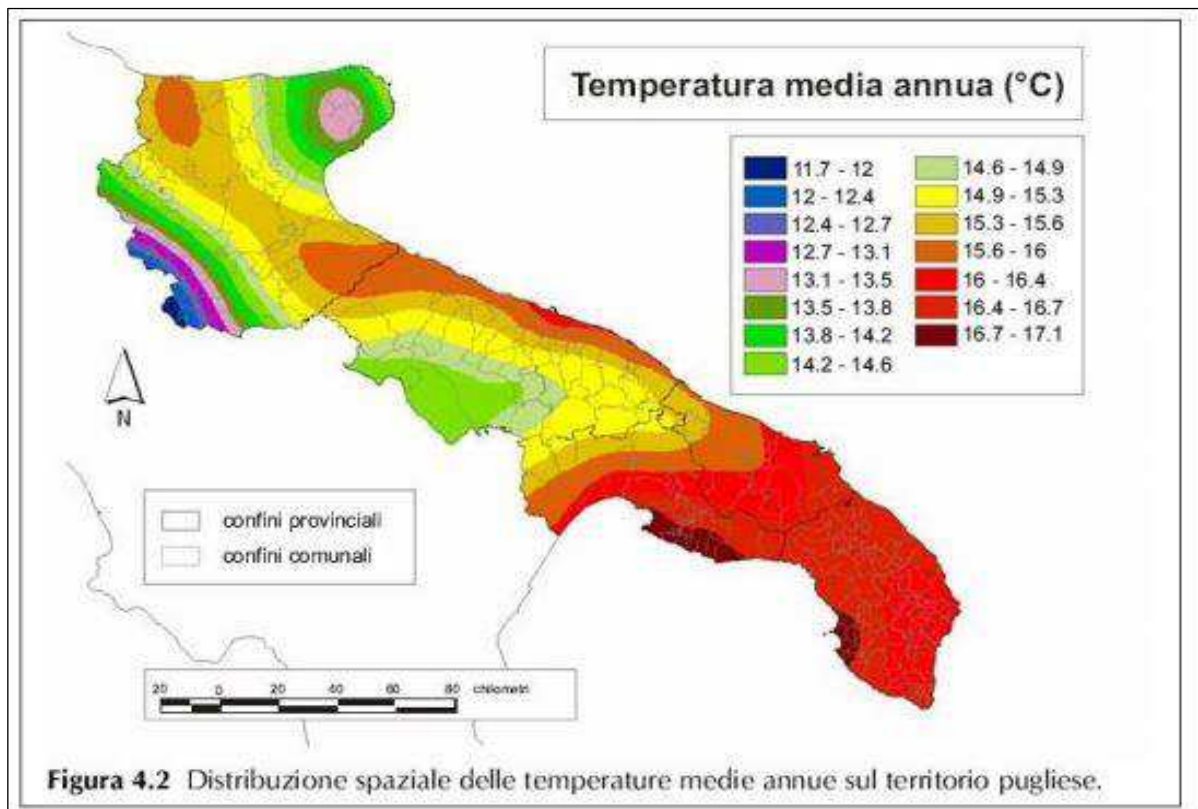 Temperatura media annua (°C)
11.7 - 12
12 - 12.4
12.4 - 12.7
12.7 - 13.1
13.1 - 13.5
13.5 - 13.8
13.8 - 14.2
14.2 - 14.6
14.6 - 14.9
14.9 - 15.3
15.3 - 15.6
15.6 - 16
16 - 16.4
16.4 - 16.7
16.7 - 17.1
N
confini provinciali
confini comunali
20 0 20 40 60 80 chilometri
Figura 4.2 Distribuzione spaziale delle temperature medie annue sul territorio pugliese.